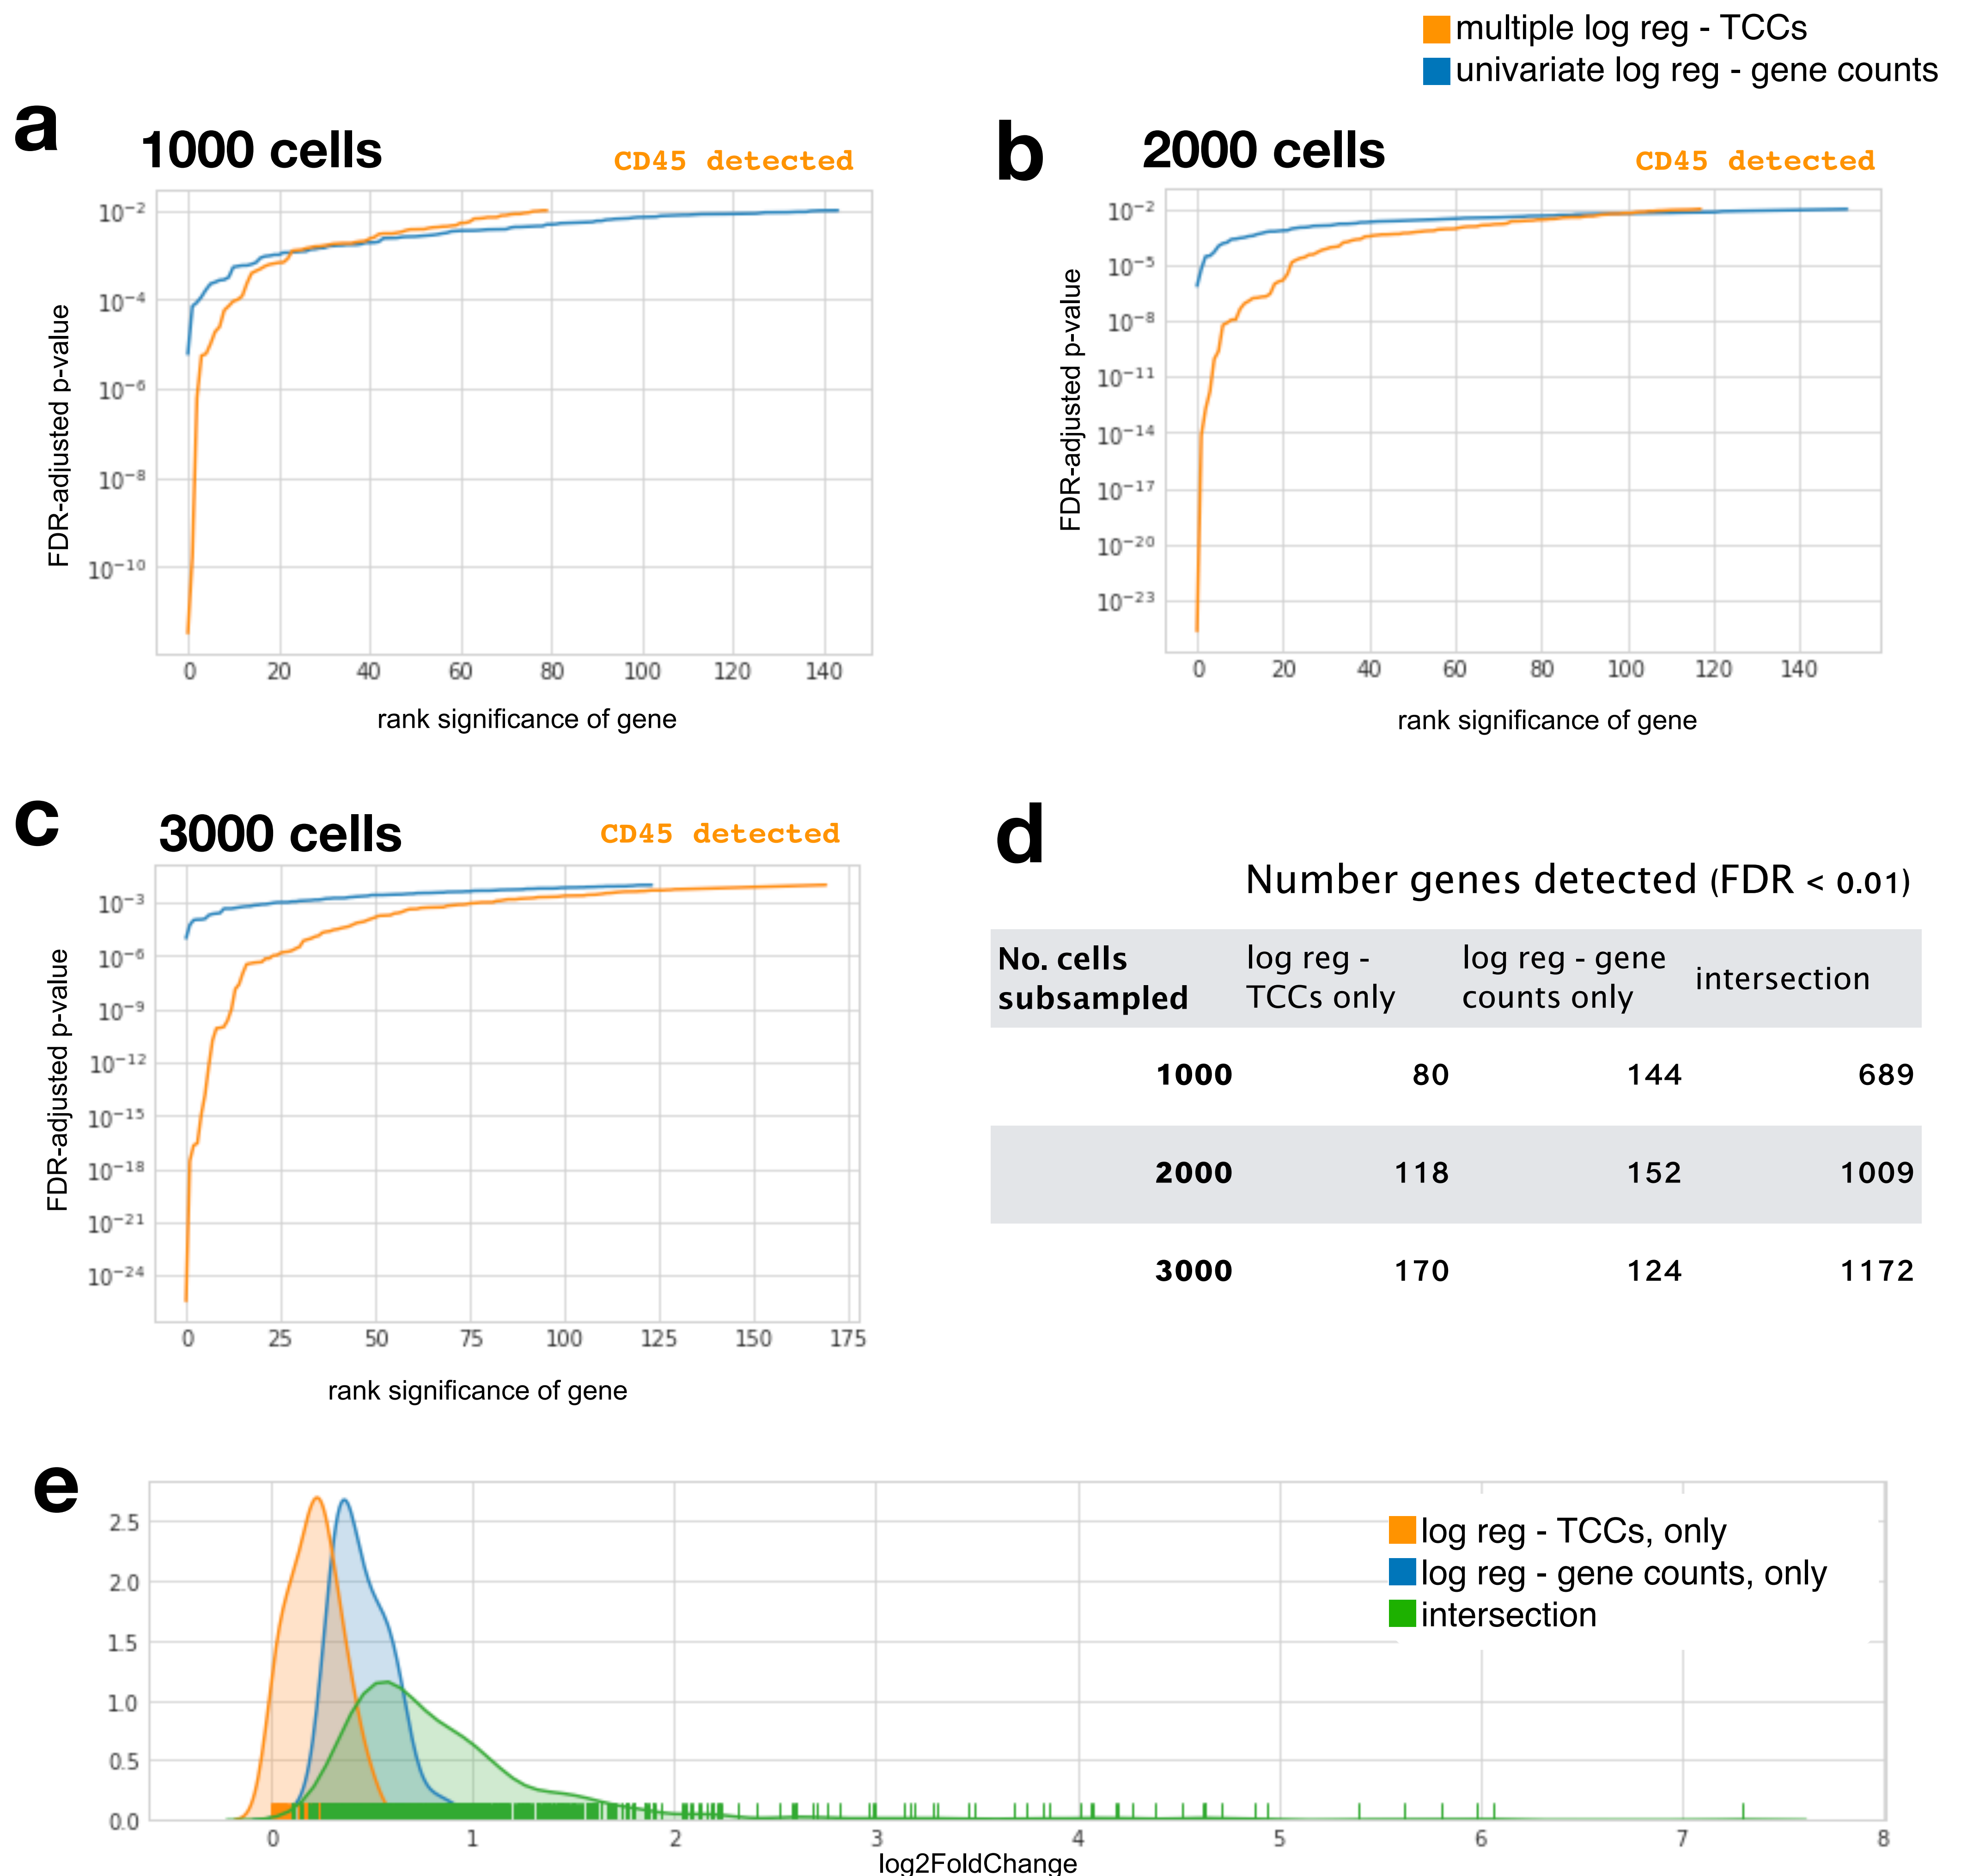 multiple log reg - TCCs
univariate log reg - gene counts
a
1000 cells
CD45 detected
10⁻²
10⁻⁴
10⁻⁶
10⁻⁸
10⁻¹⁰
FDR-adjusted p-value
0 20 40 60 80 100 120 140
rank significance of gene
b
2000 cells
CD45 detected
10⁻²
10⁻⁵
10⁻⁸
10⁻¹¹
10⁻¹⁴
10⁻¹⁷
10⁻²⁰
10⁻²³
FDR-adjusted p-value
0 20 40 60 80 100 120 140
rank significance of gene
c
3000 cells
CD45 detected
10⁻³
10⁻⁶
10⁻⁹
10⁻¹²
10⁻¹⁵
10⁻¹⁸
10⁻²¹
10⁻²⁴
FDR-adjusted p-value
0 25 50 75 100 125 150 175
rank significance of gene
d
Number genes detected (FDR < 0.01)
No. cells subsampled log reg - TCCs only log reg - gene counts only intersection
1000 80 144 689
2000 118 152 1009
3000 170 124 1172
e
log reg - TCCs, only
log reg - gene counts, only
intersection
2.5
2.0
1.5
1.0
0.5
0.0
0 1 2 3 4 5 6 7 8
log2FoldChange